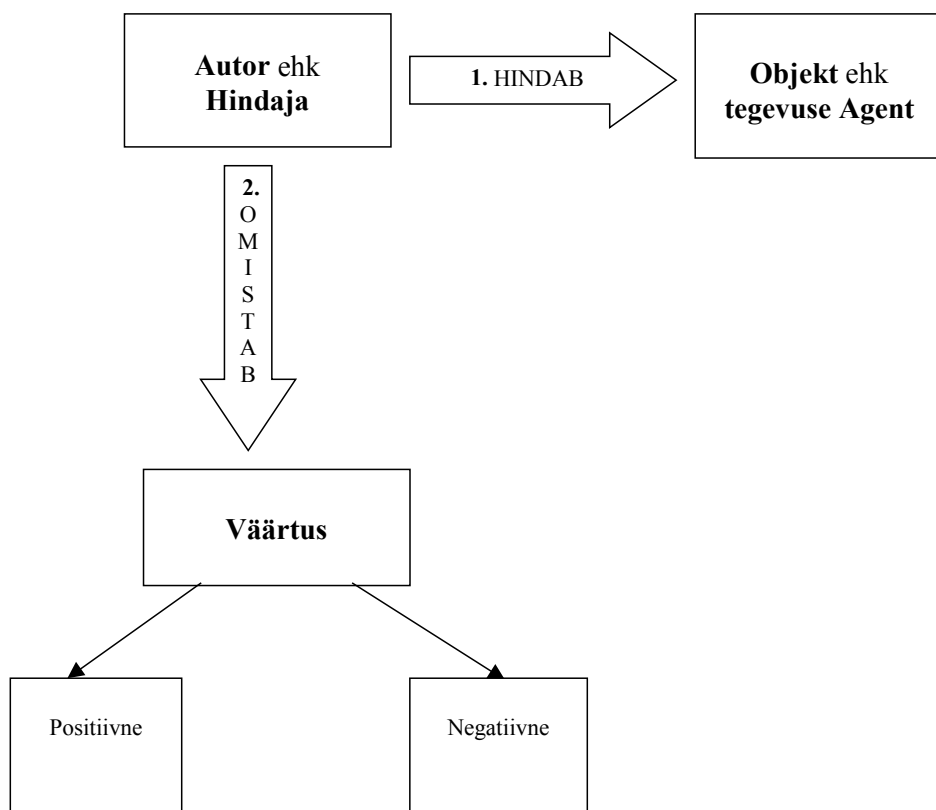 Autor ehk
Hindaja
1. HINDAB
Objekt ehk
tegevuse Agent
2.
O
M
I
S
T
A
B
Väärtus
Positiivne
Negatiivne